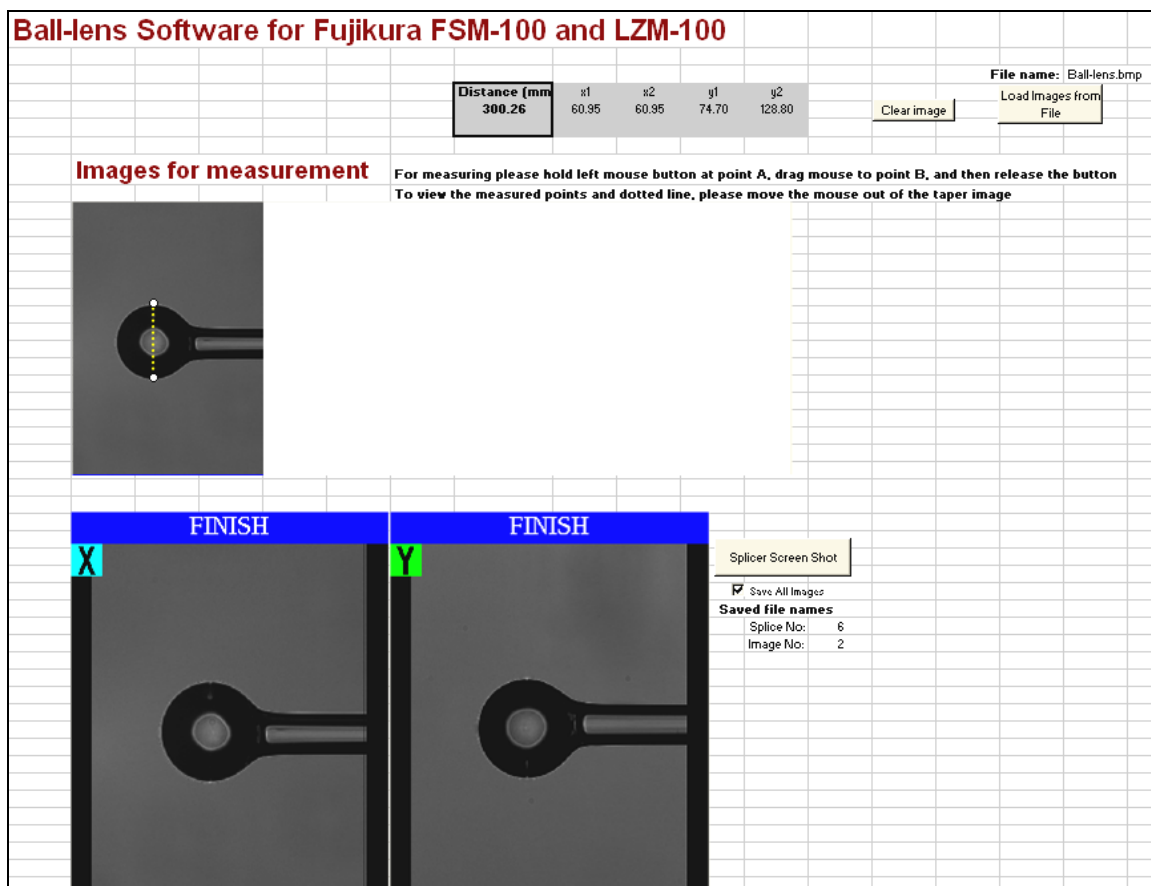 Ball-lens Software for Fujikura FSM-100 and LZM-100
File name: Ball-lens.bmp
Distance (mm x1 x2 y1 y2
300.26 60.95 60.95 74.70 128.80
Clear image
Load Images from
File
Images for measurement
For measuring please hold left mouse button at point A, drag mouse to point B, and then release the button
To view the measured points and dotted line, please move the mouse out of the taper image
FINISH FINISH
X Y
Splicer Screen Shot
Save All Images
Saved file names
Splice No: 6
Image No: 2